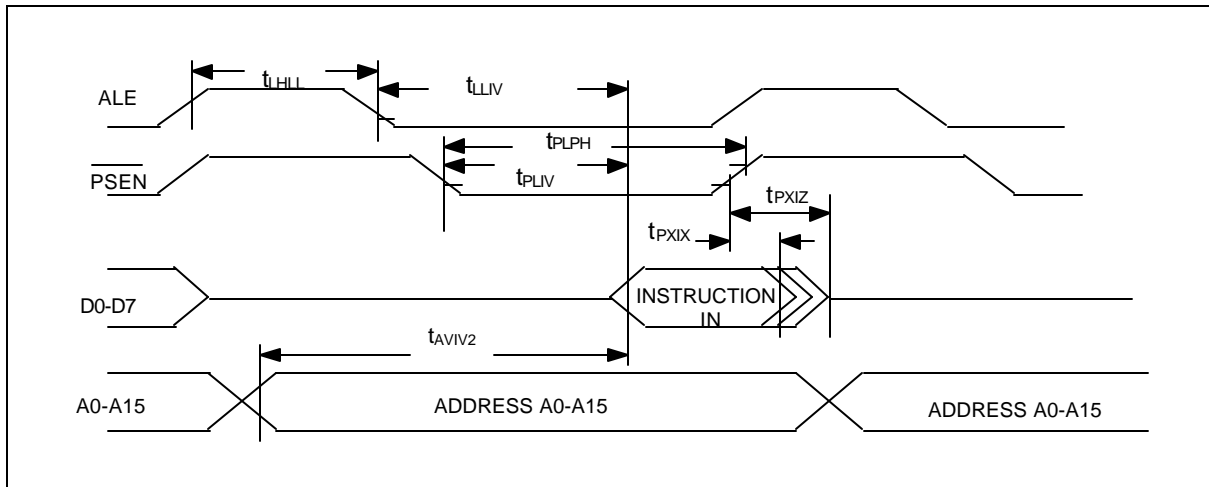 tLHLL
tLLIV
ALE
tPLPH
PSEN
tPLIV
tPXIZ
tPXIX
D0-D7
INSTRUCTION
IN
tAVIV2
A0-A15
ADDRESS A0-A15
ADDRESS A0-A15